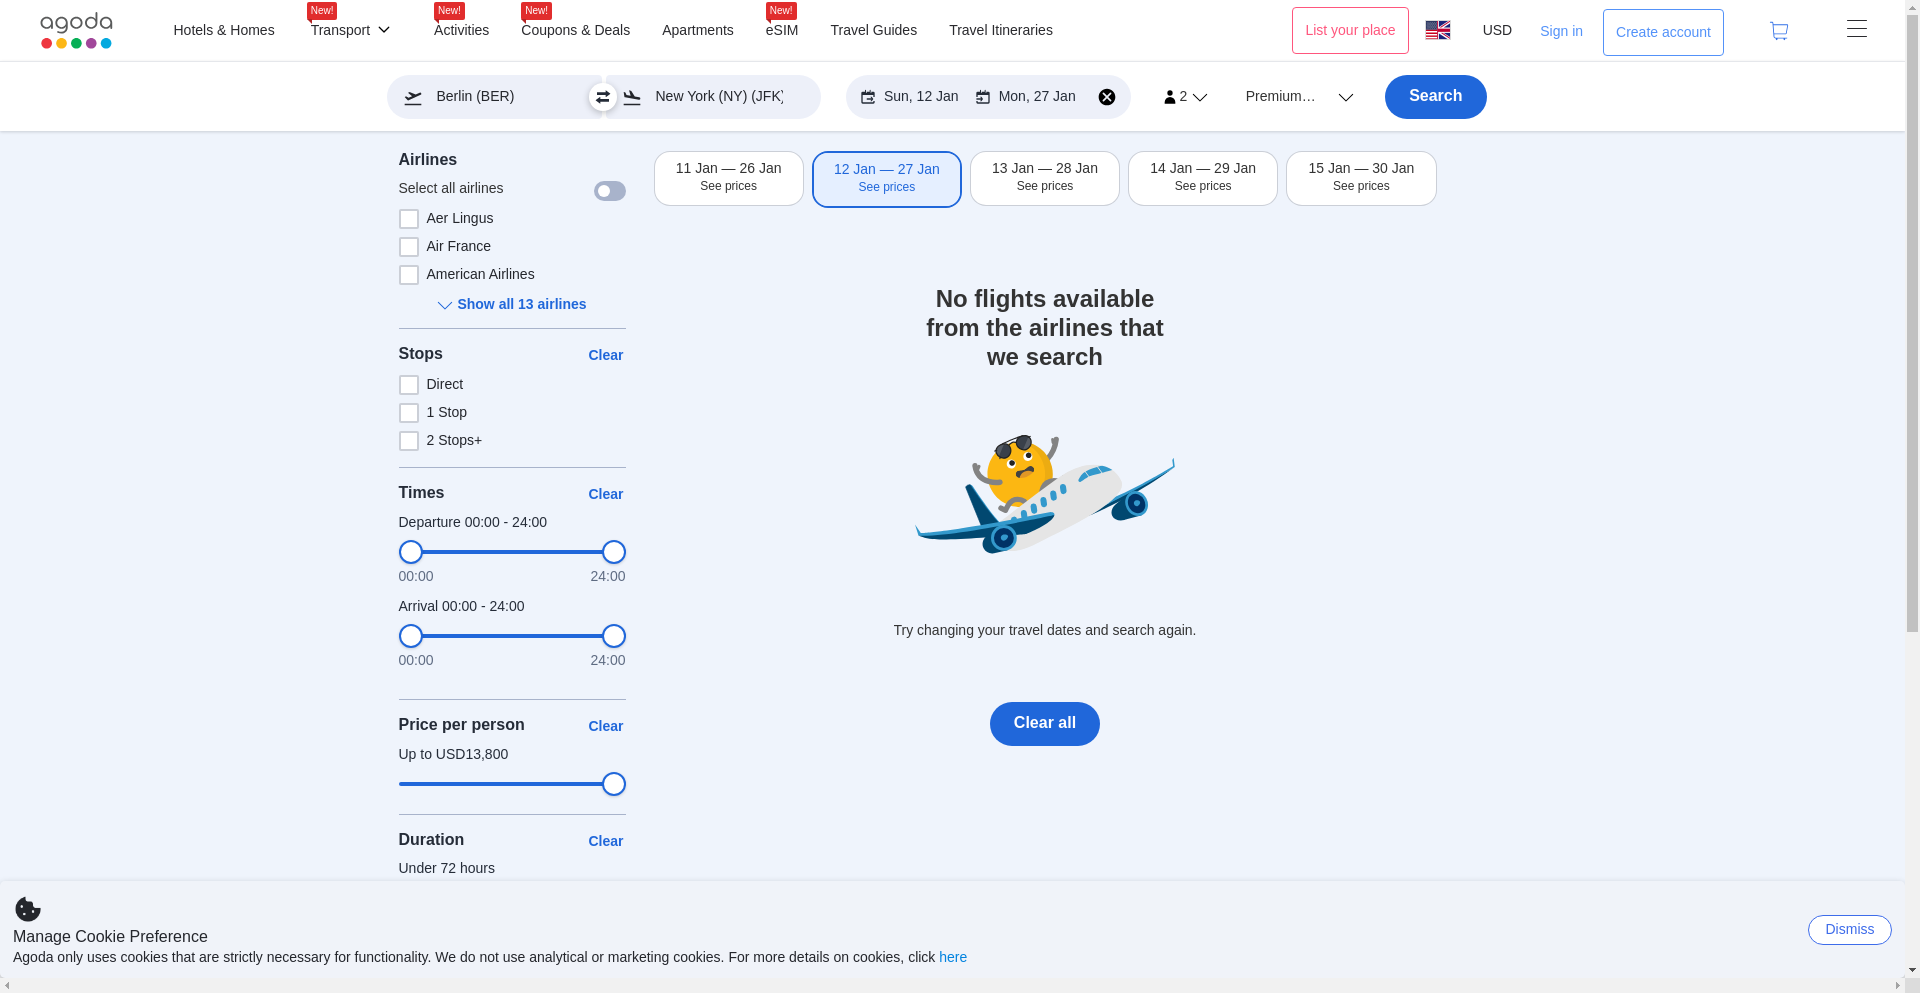 agoda
Hotels & Homes
New!
Transport
New!
Activities
New!
Coupons & Deals
Apartments
New!
eSIM
Travel Guides
Travel Itineraries
List your place
USD
Sign in
Create account
Berlin (BER)
New York (NY) (JFK)
Sun, 12 Jan
Mon, 27 Jan
2
Premium...
Search
Airlines
Select all airlines
Aer Lingus
Air France
American Airlines
Show all 13 airlines
Stops
Clear
Direct
1 Stop
2 Stops+
Times
Clear
Departure 00:00 - 24:00
00:00
24:00
Arrival 00:00 - 24:00
00:00
24:00
Price per person
Clear
Up to USD13,800
Duration
Clear
Under 72 hours
11 Jan — 26 Jan
See prices
12 Jan — 27 Jan
See prices
13 Jan — 28 Jan
See prices
14 Jan — 29 Jan
See prices
15 Jan — 30 Jan
See prices
No flights available
from the airlines that
we search
Try changing your travel dates and search again.
Clear all
Manage Cookie Preference
Agoda only uses cookies that are strictly necessary for functionality. We do not use analytical or marketing cookies. For more details on cookies, click here
Dismiss